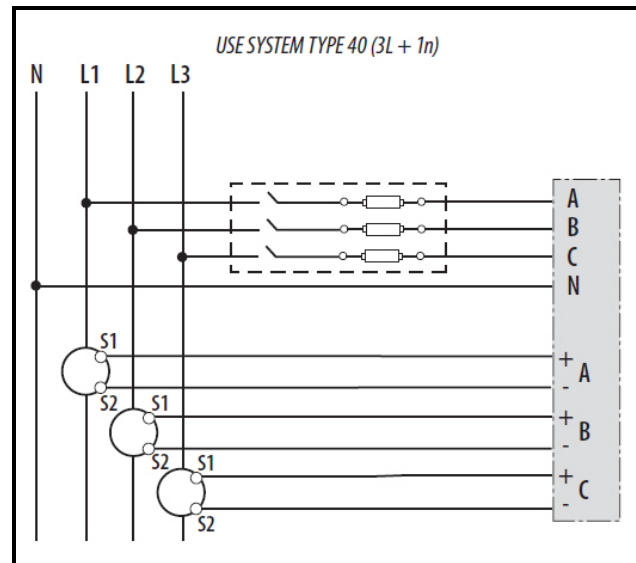 USE SYSTEM TYPE 40 (3L + 1n)
N L1 L2 L3
A
B
C
N
S1
+
A
S2
-
S1
+
B
S2
-
S1
+
C
S2
-